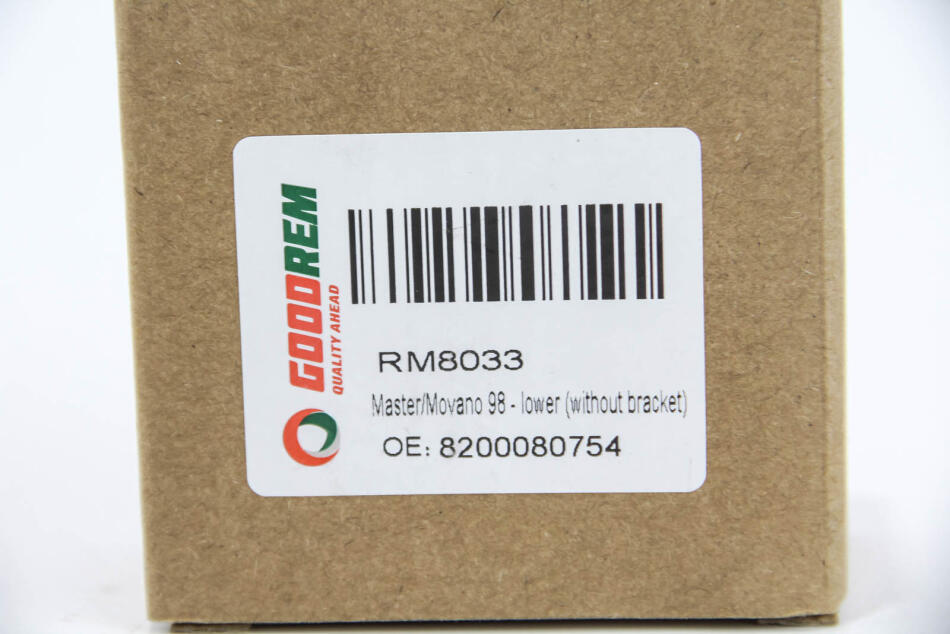 GOODREM
QUALITY AHEAD
RM8033
Master/Movano 98 - lower (without bracket)
OE: 8200080754